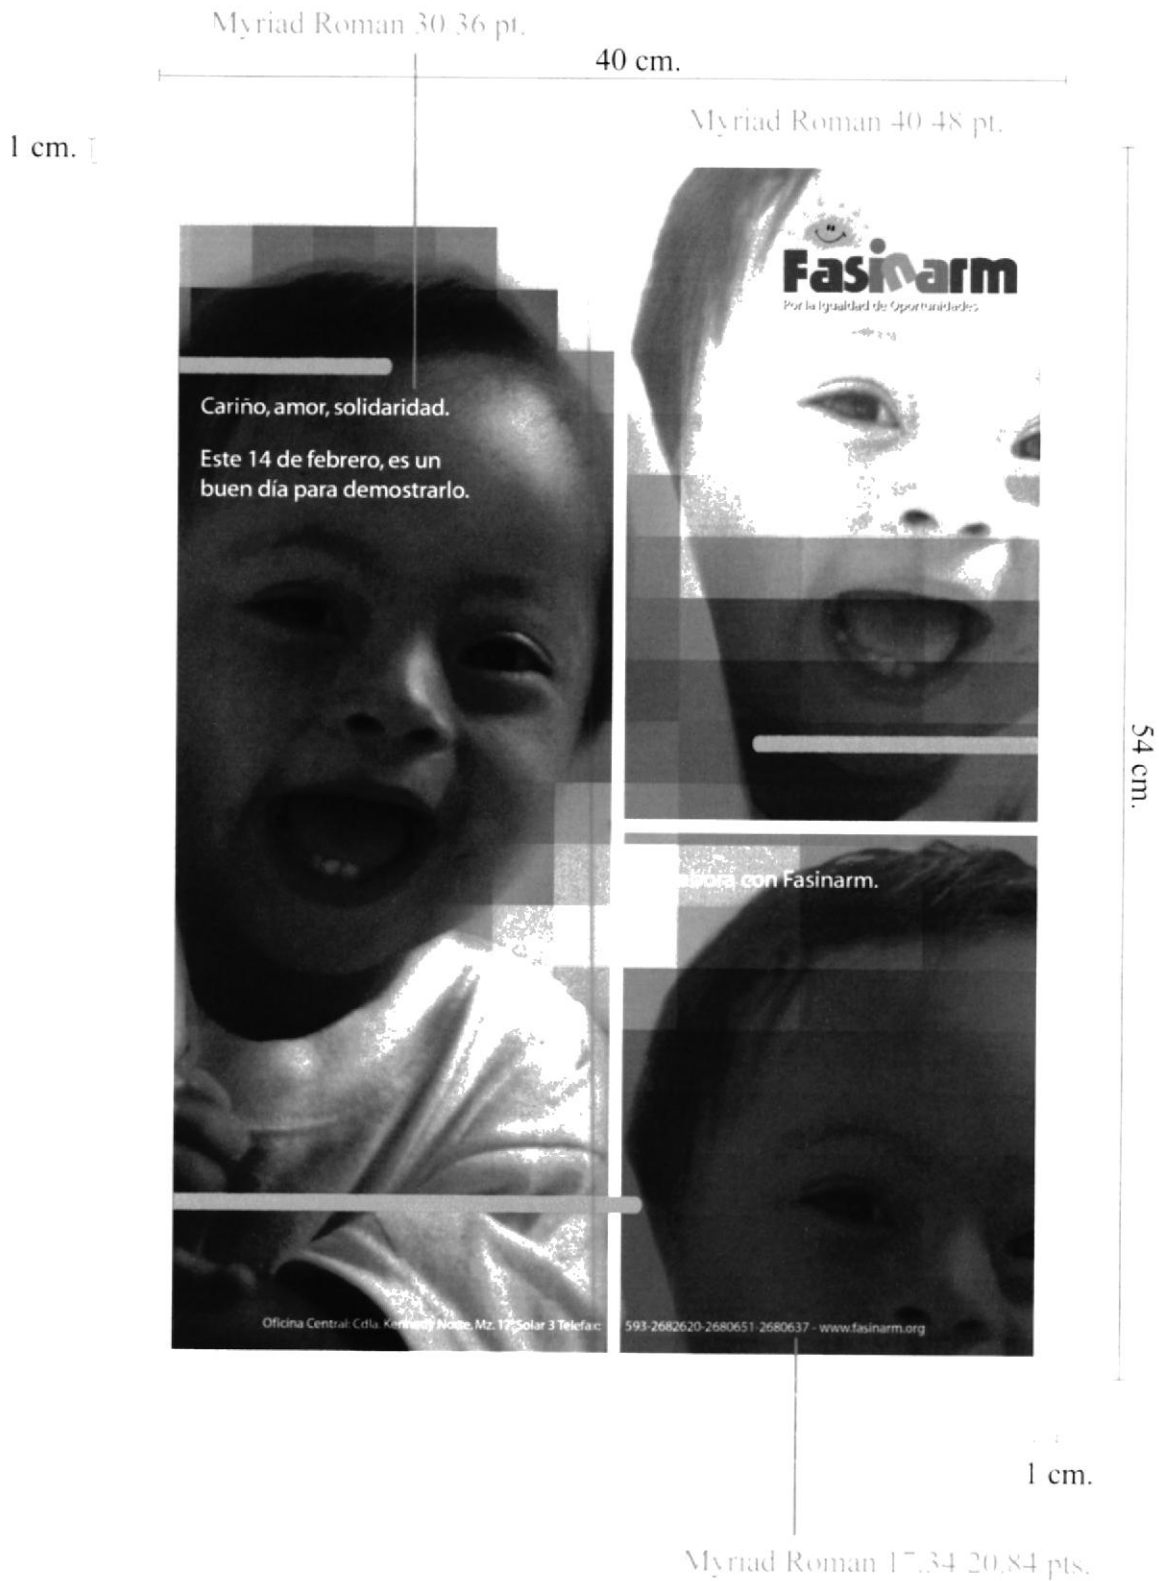 Myriad Roman 30 36 pt.
40 cm.
Myriad Roman 40 48 pt.
1 cm.
Fasinarm
Por la Igualdad de Oportunidades
Cariño, amor, solidaridad.
Este 14 de febrero, es un
buen día para demostrarlo.
54 cm.
con Fasinarm.
Oficina Central: Cdla. Kennedy Norte, Mz. 17, Solar 3 Telefax: 593-2682620-2680651-2680637 - www.fasinarm.org
1 cm.
Myriad Roman 17.34 20.84 pts.